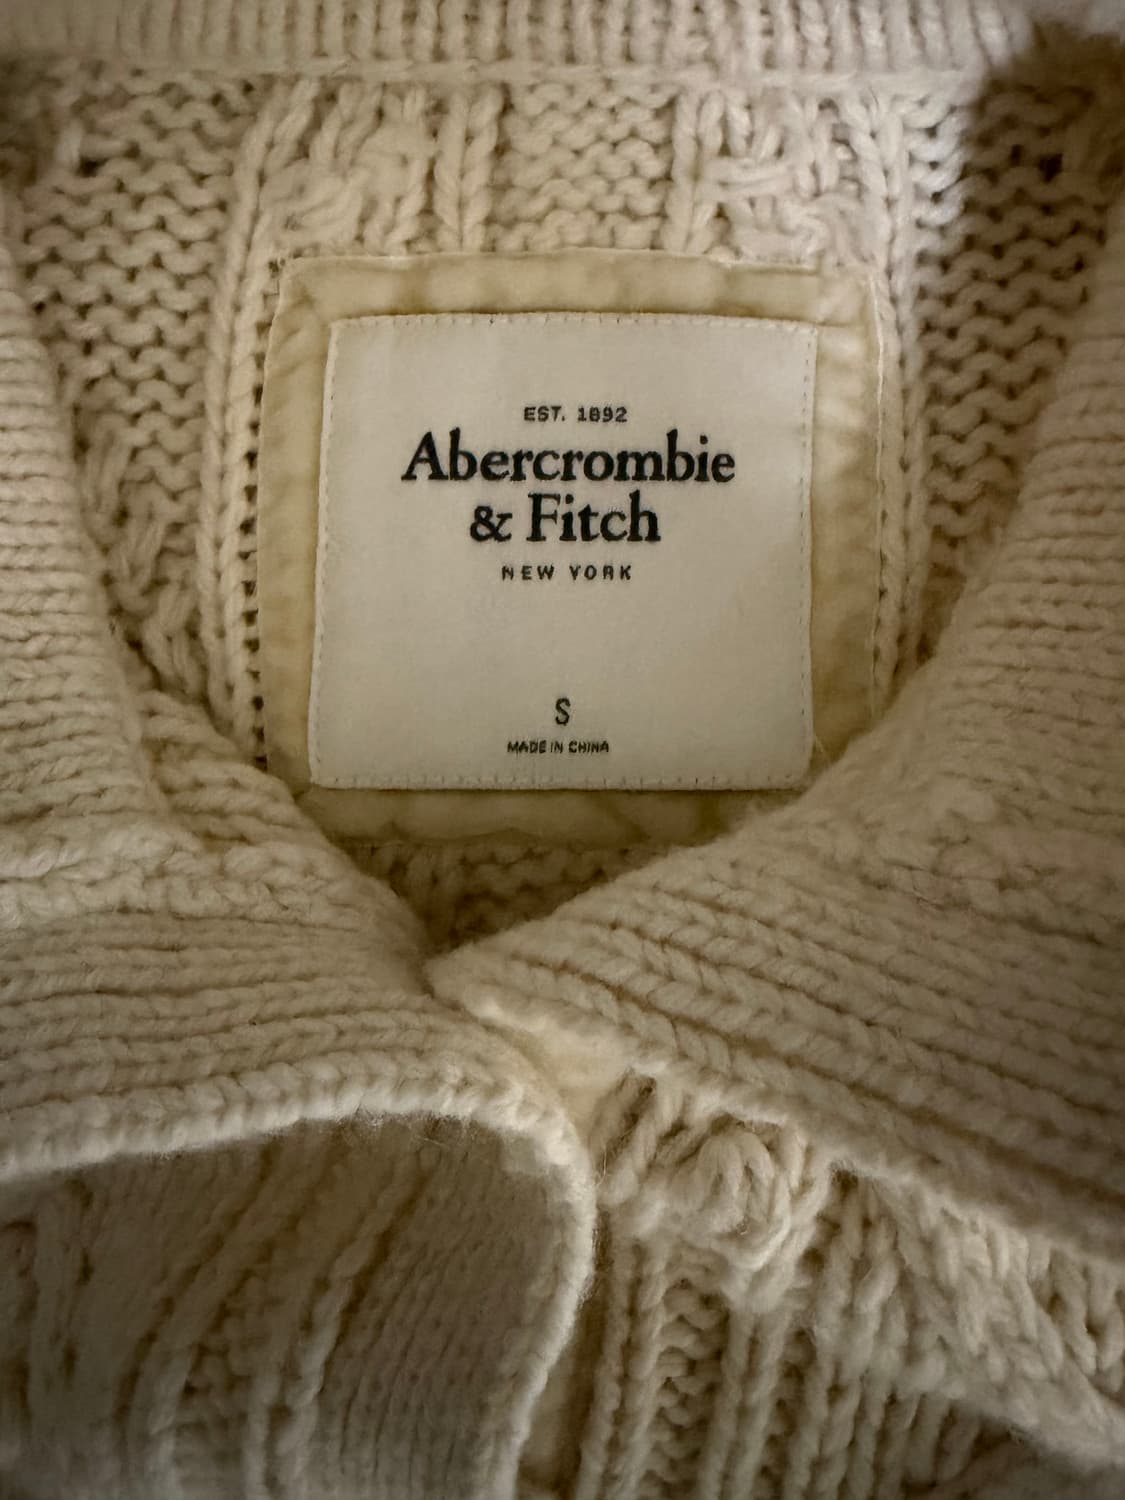 EST. 1892
Abercrombie
& Fitch
NEW YORK
S
MADE IN CHINA